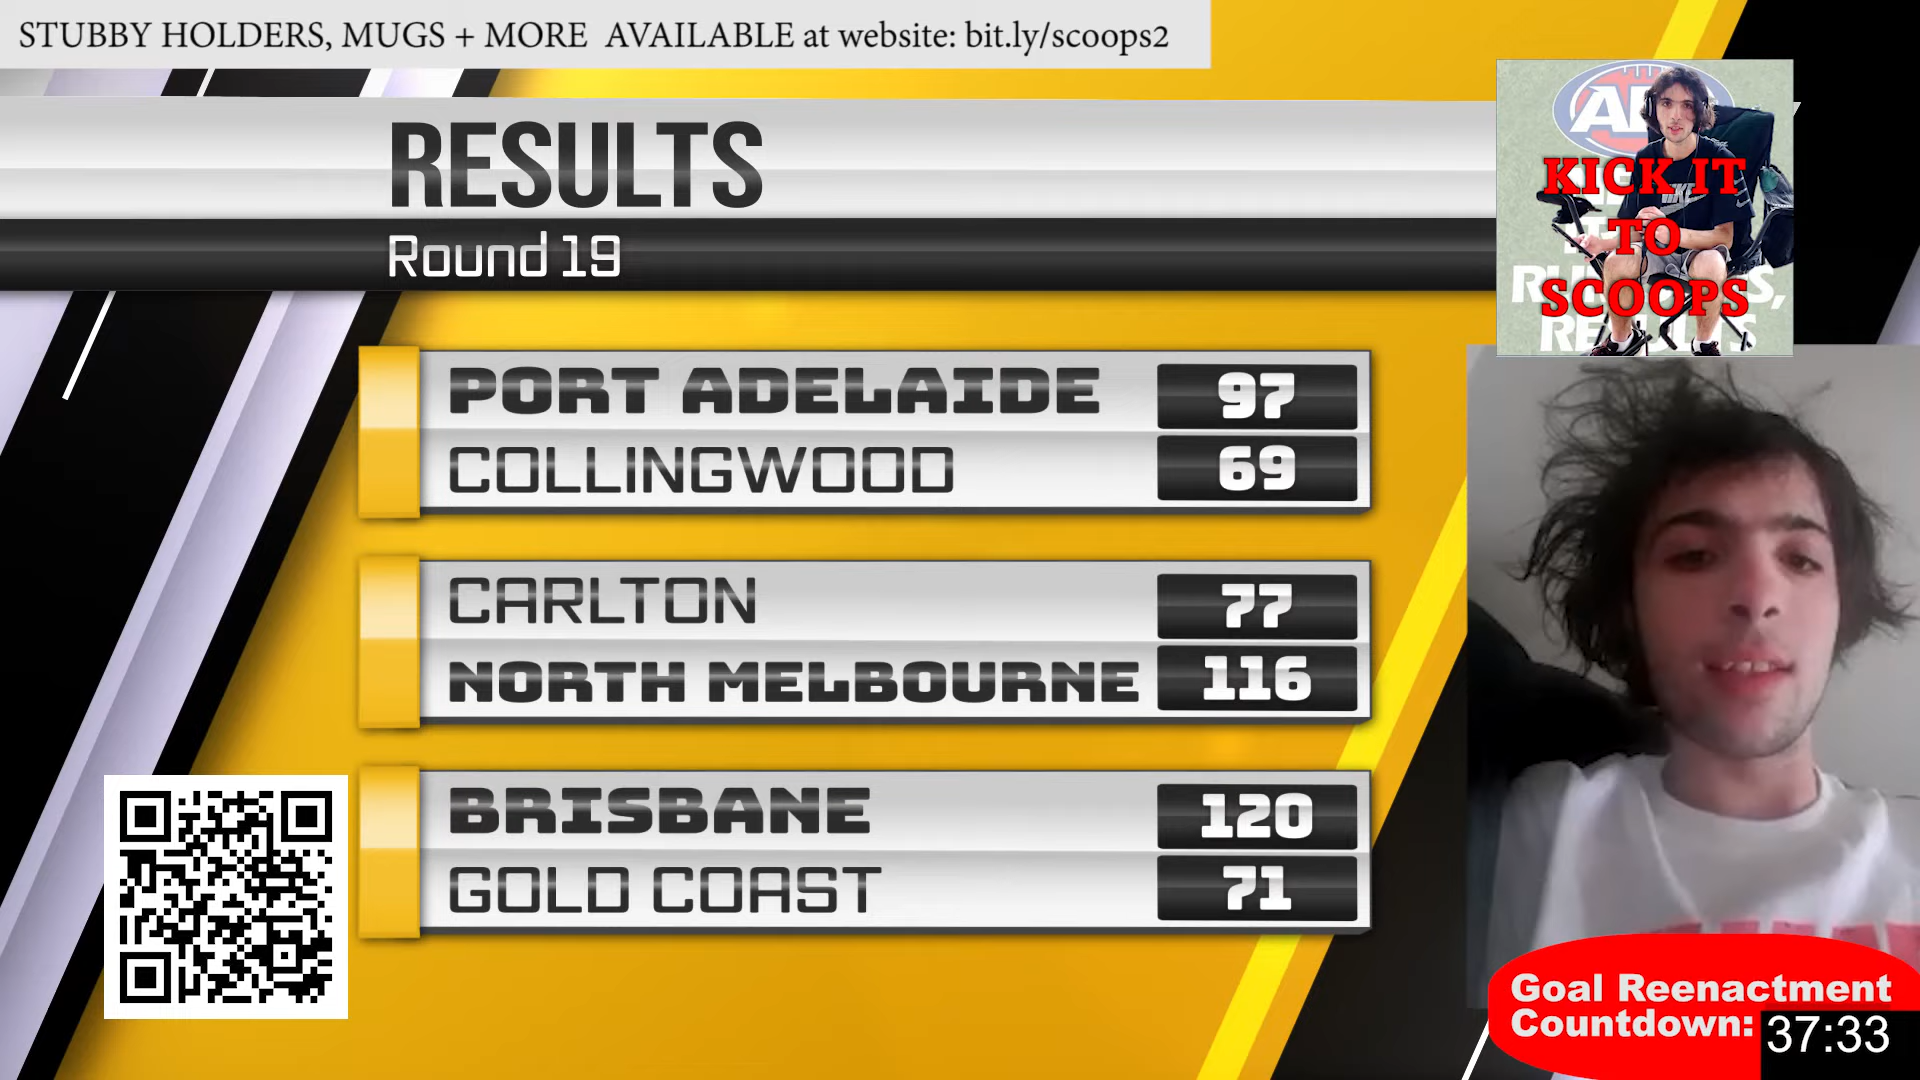 STUBBY HOLDERS, MUGS + MORE AVAILABLE at website: bit.ly/scoops2
RESULTS
Round 19
KICK IT
TO
SCOOPS
PORT ADELAIDE 97
COLLINGWOOD 69
CARLTON 77
NORTH MELBOURNE 116
BRISBANE 120
GOLD COAST 71
Goal Reenactment
Countdown: 37:33